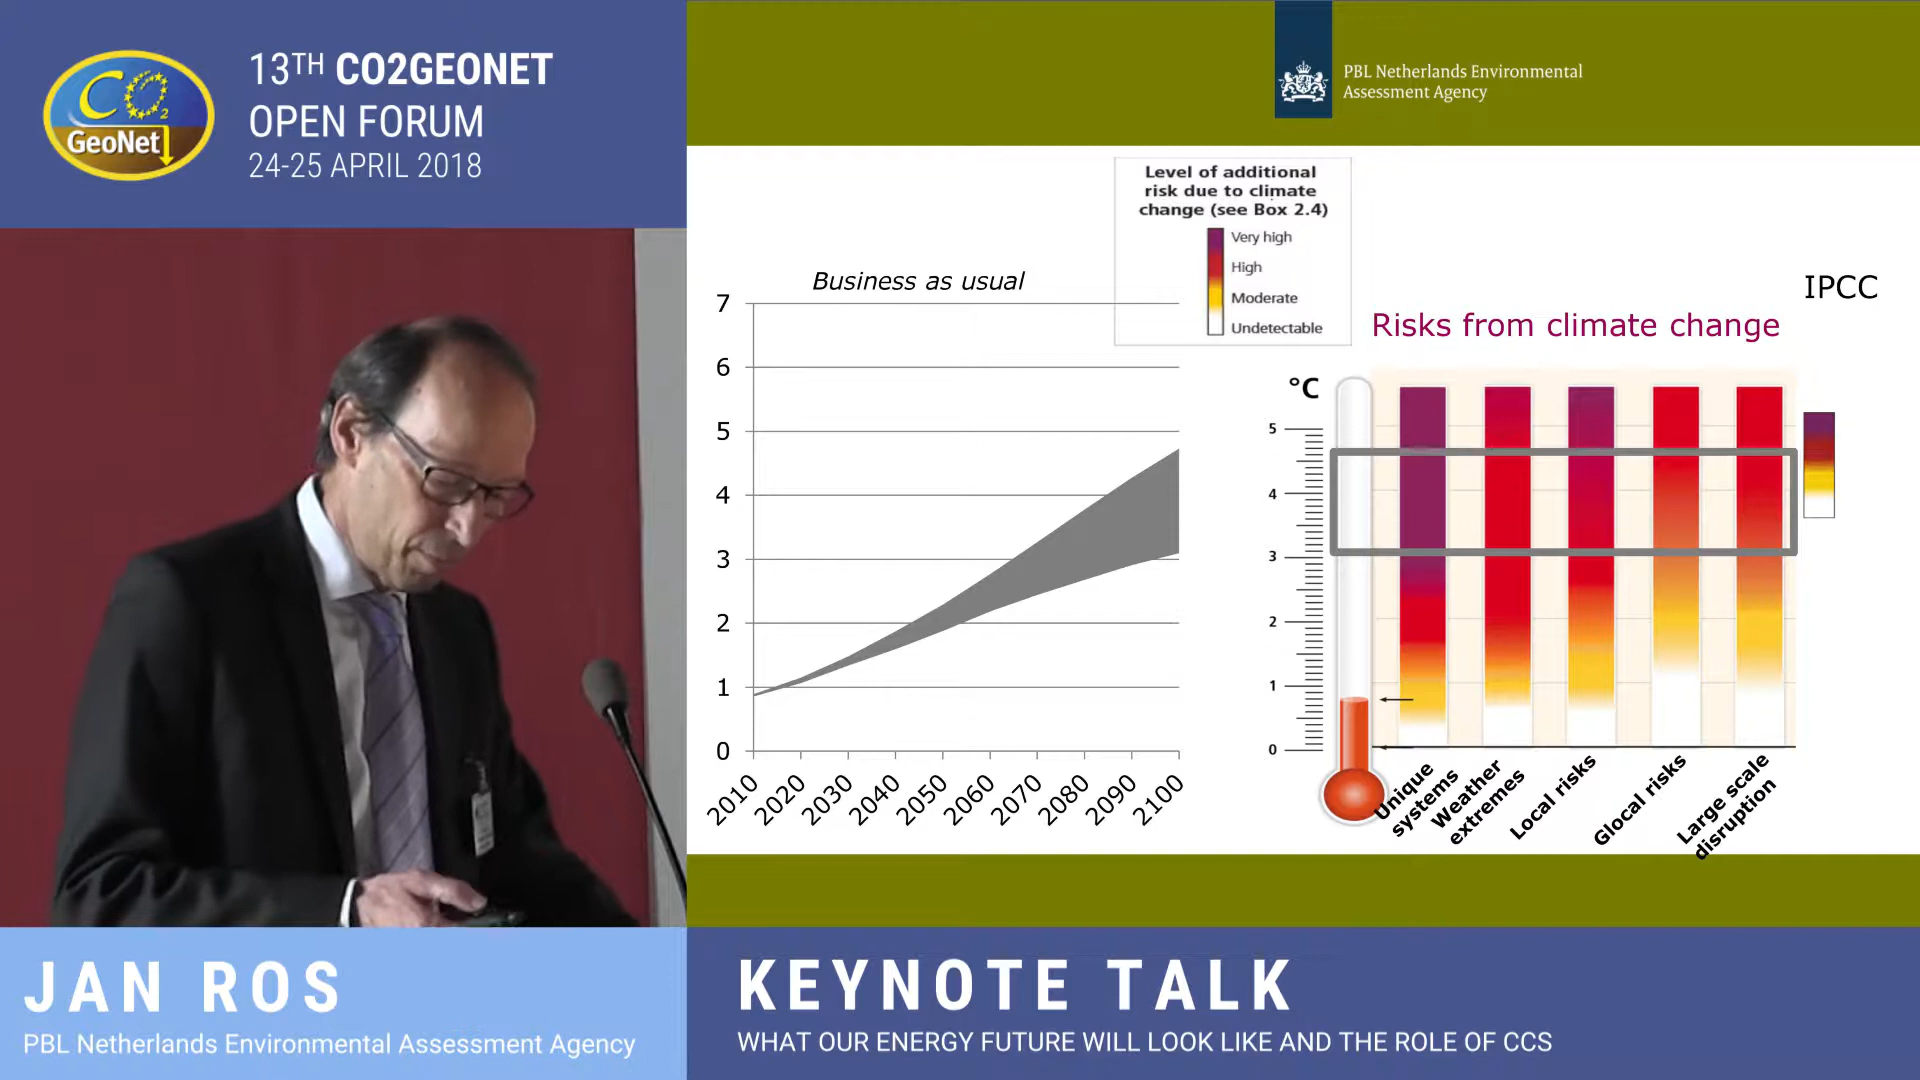 CO2
GeoNet
13TH CO2GEONET
OPEN FORUM
24-25 APRIL 2018
PBL Netherlands Environmental
Assessment Agency
Level of additional
risk due to climate
change (see Box 2.4)
Very high
High
Moderate
Undetectable
Business as usual
7
6
5
4
3
2
1
0
2010
2020
2030
2040
2050
2060
2070
2080
2090
2100
IPCC
Risks from climate change
°C
5
4
3
2
1
0
Unique
systems
Weather
extremes
Local risks
Glocal risks
Large scale
disruption
JAN ROS
PBL Netherlands Environmental Assessment Agency
KEYNOTE TALK
WHAT OUR ENERGY FUTURE WILL LOOK LIKE AND THE ROLE OF CCS